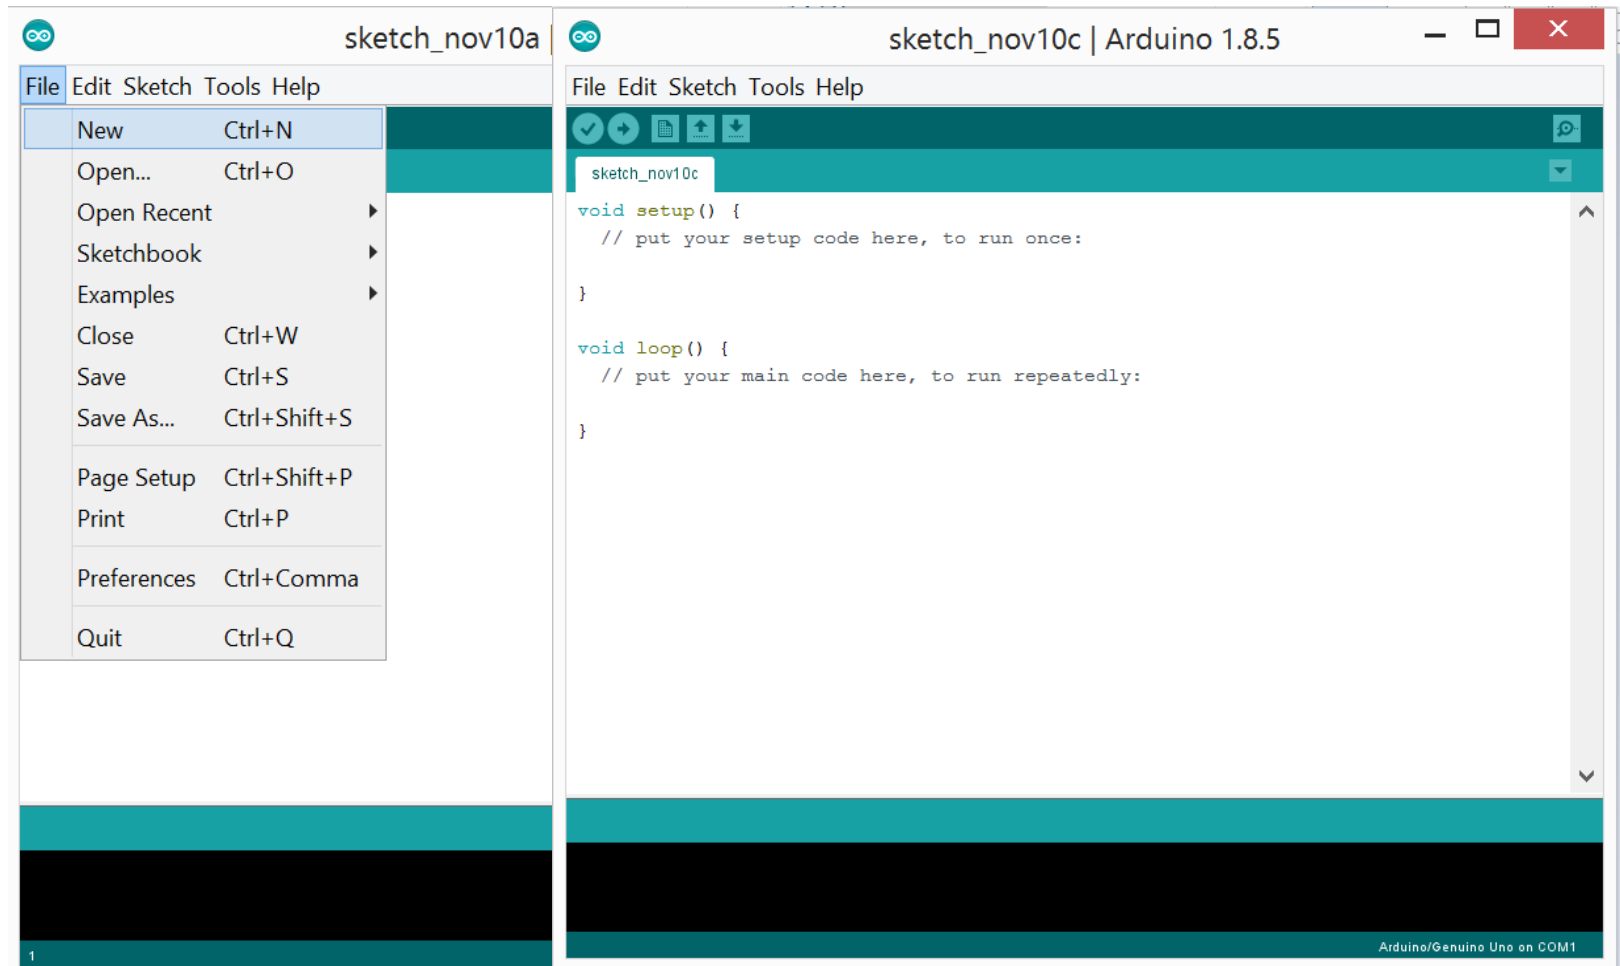 sketch_nov10a |
File Edit Sketch Tools Help
New Ctrl+N
Open... Ctrl+O
Open Recent
Sketchbook
Examples
Close Ctrl+W
Save Ctrl+S
Save As... Ctrl+Shift+S
Page Setup Ctrl+Shift+P
Print Ctrl+P
Preferences Ctrl+Comma
Quit Ctrl+Q
1
sketch_nov10c | Arduino 1.8.5
File Edit Sketch Tools Help
sketch_nov10c
void setup() {
// put your setup code here, to run once:
}
void loop() {
// put your main code here, to run repeatedly:
}
Arduino/Genuino Uno on COM1